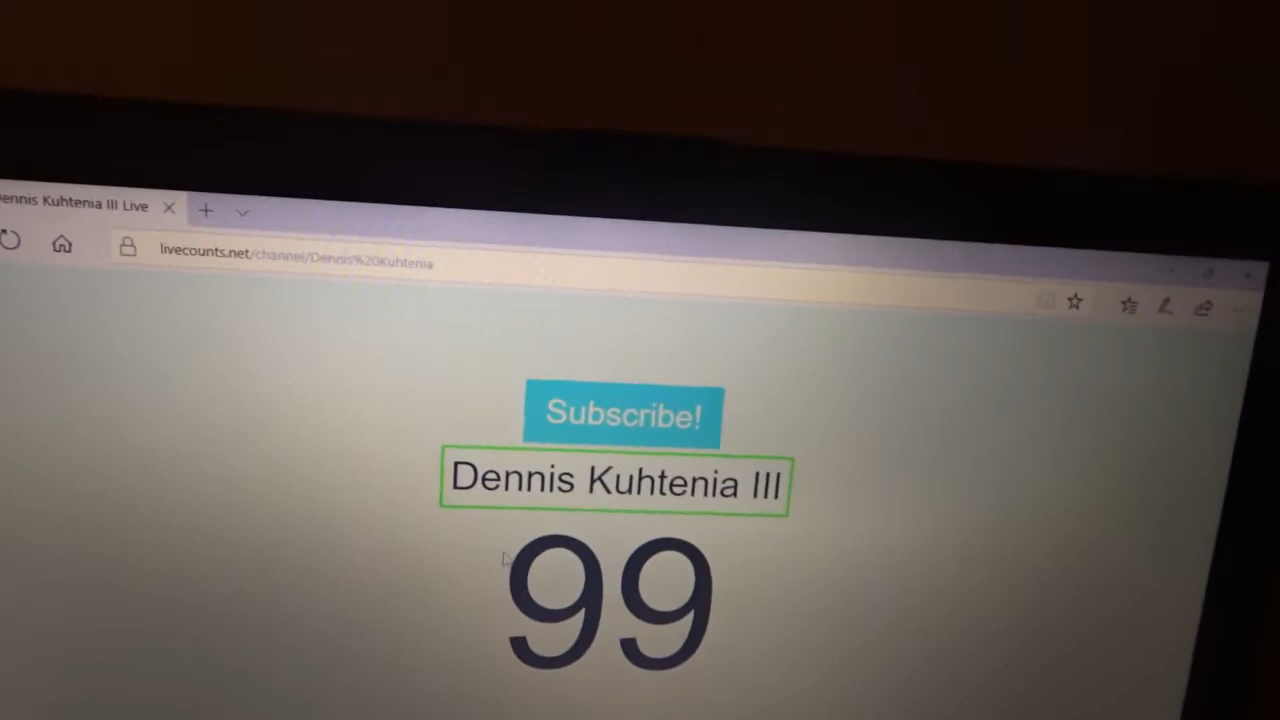 ennis Kuhtenia III Live
livecounts.net/channel/Dennis%20Kuhtenia
Subscribe!
Dennis Kuhtenia III
99